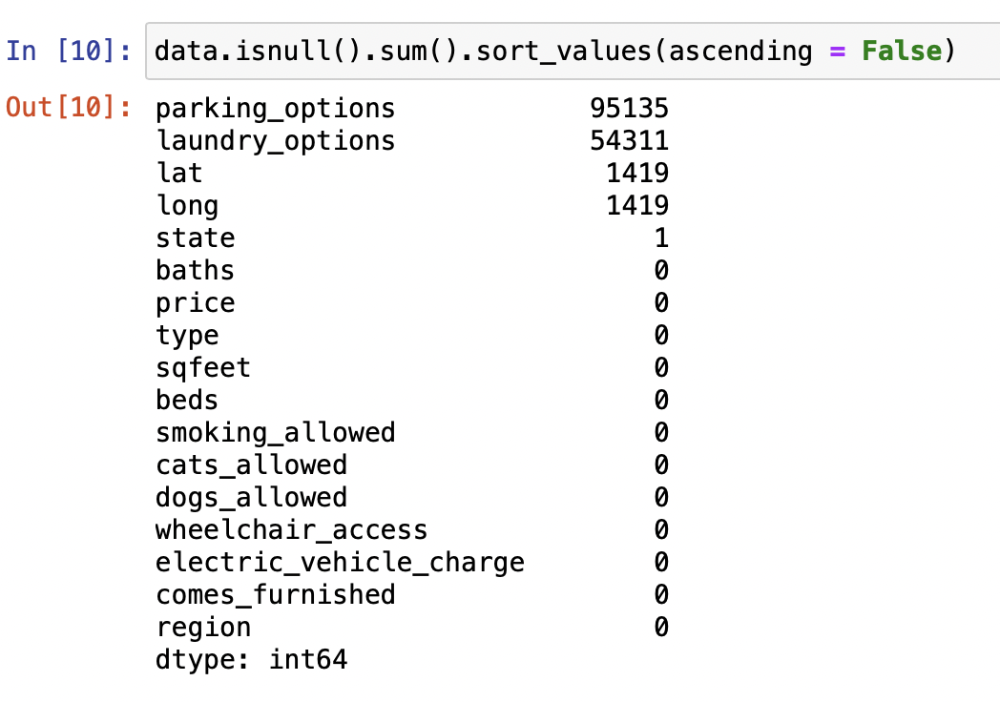 In [10]: data.isnull().sum().sort_values(ascending = False)
Out[10]: parking_options 95135
laundry_options 54311
lat 1419
long 1419
state 1
baths 0
price 0
type 0
sqfeet 0
beds 0
smoking_allowed 0
cats_allowed 0
dogs_allowed 0
wheelchair_access 0
electric_vehicle_charge 0
comes_furnished 0
region 0
dtype: int64